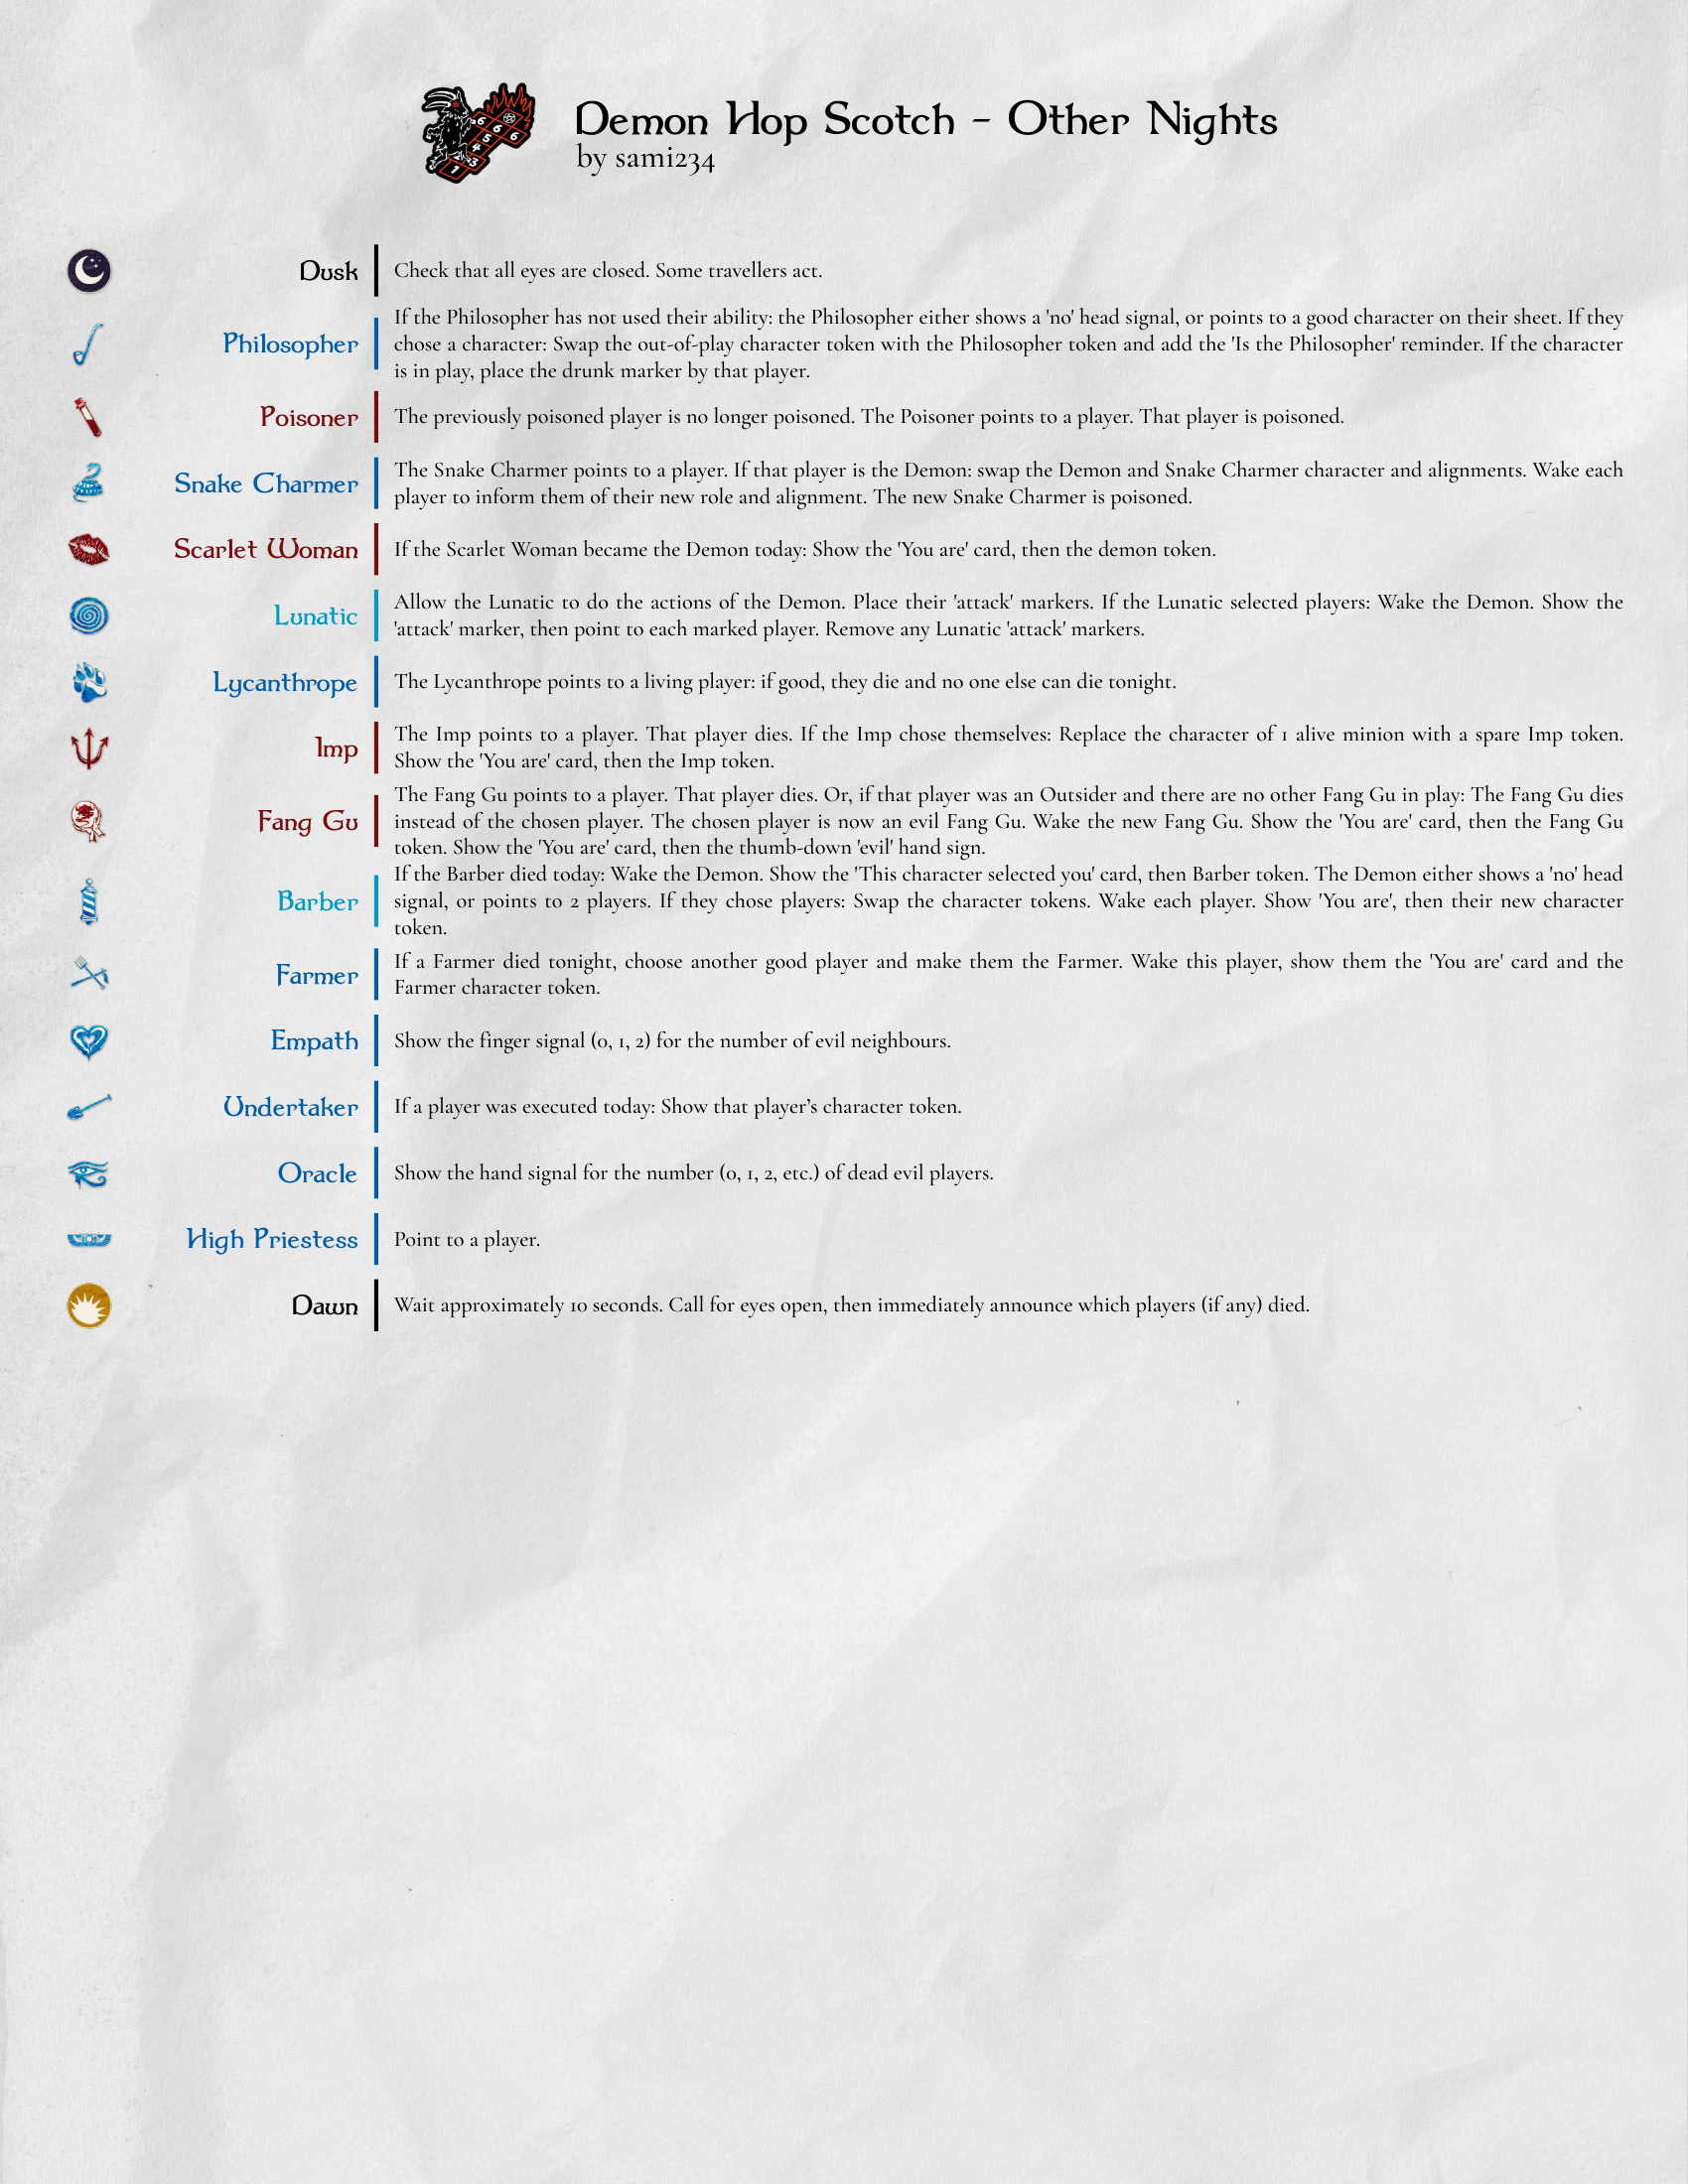 Demon Hop Scotch - Other Nights
by sami234
6 6 6
5
4
2 3
1
Dusk
Check that all eyes are closed. Some travellers act.
Philosopher
If the Philosopher has not used their ability: the Philosopher either shows a 'no' head signal, or points to a good character on their sheet. If they
chose a character: Swap the out-of-play character token with the Philosopher token and add the 'Is the Philosopher' reminder. If the character
is in play, place the drunk marker by that player.
Poisoner
The previously poisoned player is no longer poisoned. The Poisoner points to a player. That player is poisoned.
Snake Charmer
The Snake Charmer points to a player. If that player is the Demon: swap the Demon and Snake Charmer character and alignments. Wake each
player to inform them of their new role and alignment. The new Snake Charmer is poisoned.
Scarlet Woman
If the Scarlet Woman became the Demon today: Show the 'You are' card, then the demon token.
Lunatic
Allow the Lunatic to do the actions of the Demon. Place their 'attack' markers. If the Lunatic selected players: Wake the Demon. Show the
'attack' marker, then point to each marked player. Remove any Lunatic 'attack' markers.
Lycanthrope
The Lycanthrope points to a living player: if good, they die and no one else can die tonight.
Imp
The Imp points to a player. That player dies. If the Imp chose themselves: Replace the character of 1 alive minion with a spare Imp token.
Show the 'You are' card, then the Imp token.
Fang Gu
The Fang Gu points to a player. That player dies. Or, if that player was an Outsider and there are no other Fang Gu in play: The Fang Gu dies
instead of the chosen player. The chosen player is now an evil Fang Gu. Wake the new Fang Gu. Show the 'You are' card, then the Fang Gu
token. Show the 'You are' card, then the thumb-down 'evil' hand sign.
Barber
If the Barber died today: Wake the Demon. Show the 'This character selected you' card, then Barber token. The Demon either shows a 'no' head
signal, or points to 2 players. If they chose players: Swap the character tokens. Wake each player. Show 'You are', then their new character
token.
Farmer
If a Farmer died tonight, choose another good player and make them the Farmer. Wake this player, show them the 'You are' card and the
Farmer character token.
Empath
Show the finger signal (0, 1, 2) for the number of evil neighbours.
Undertaker
If a player was executed today: Show that player’s character token.
Oracle
Show the hand signal for the number (0, 1, 2, etc.) of dead evil players.
High Priestess
Point to a player.
Dawn
Wait approximately 10 seconds. Call for eyes open, then immediately announce which players (if any) died.